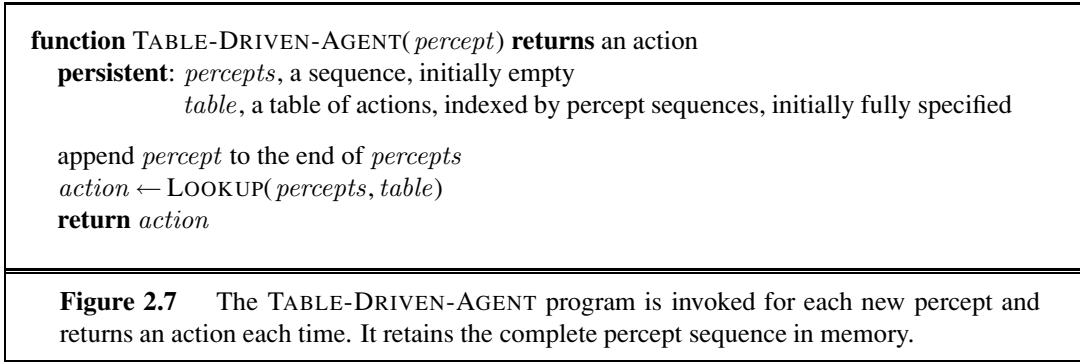 function TABLE-DRIVEN-AGENT(percept) returns an action
persistent: percepts, a sequence, initially empty
table, a table of actions, indexed by percept sequences, initially fully specified
append percept to the end of percepts
action ← LOOKUP(percepts, table)
return action
Figure 2.7 The TABLE-DRIVEN-AGENT program is invoked for each new percept and
returns an action each time. It retains the complete percept sequence in memory.